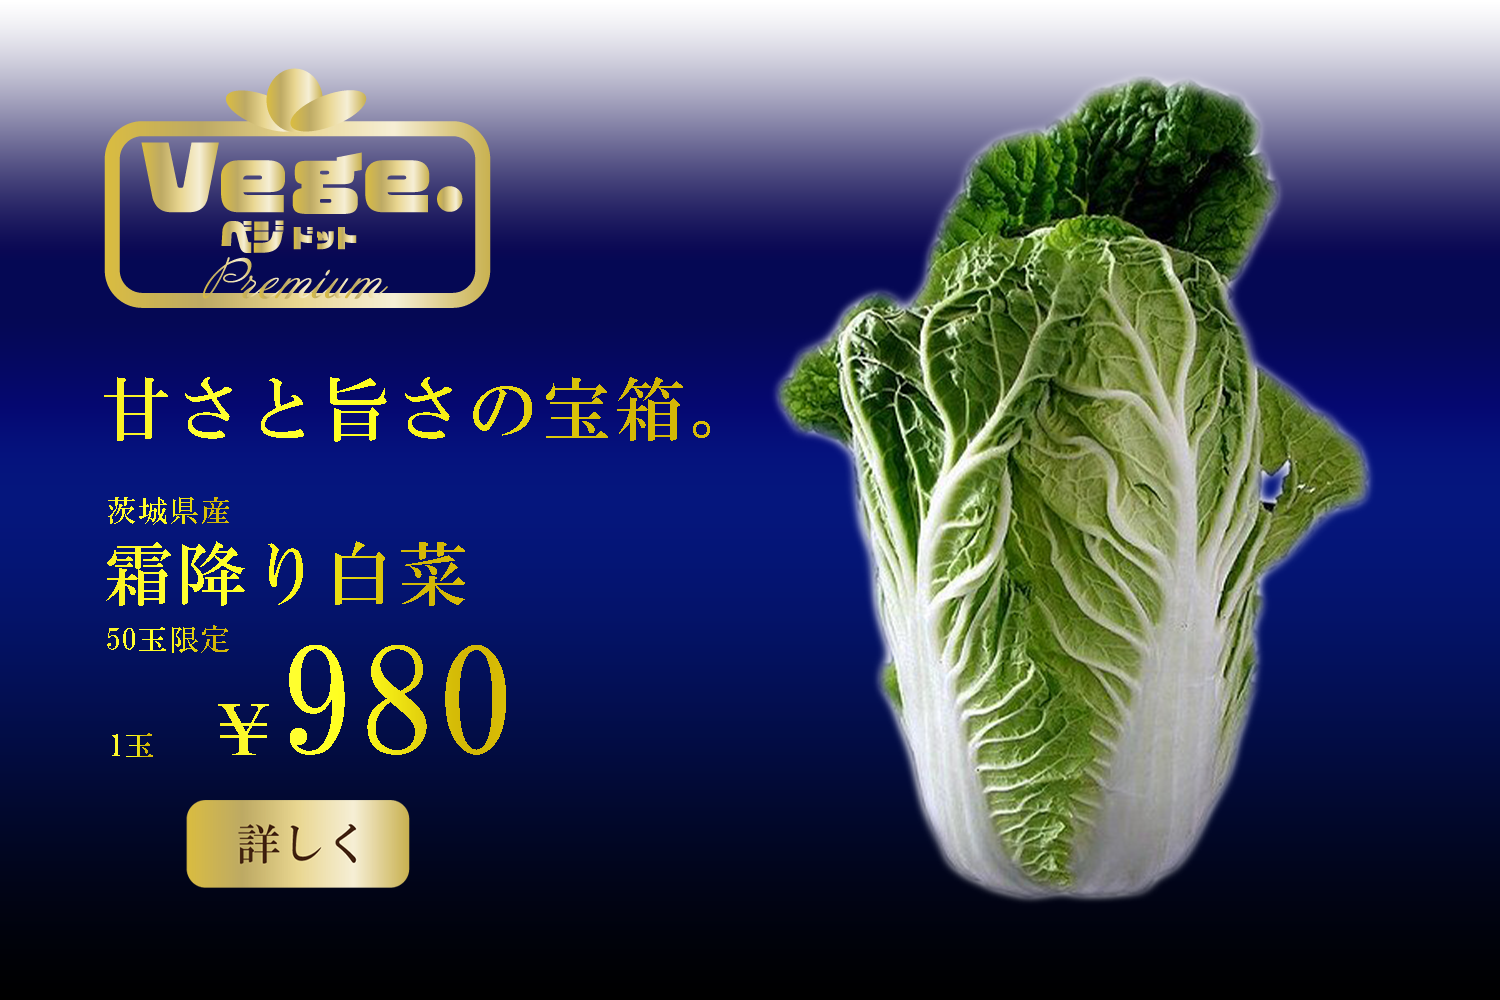 Vege.
ベジドット
Premium
甘さと旨さの宝箱。
茨城県産
霜降り白菜
50玉限定
1玉 ¥980
詳しく